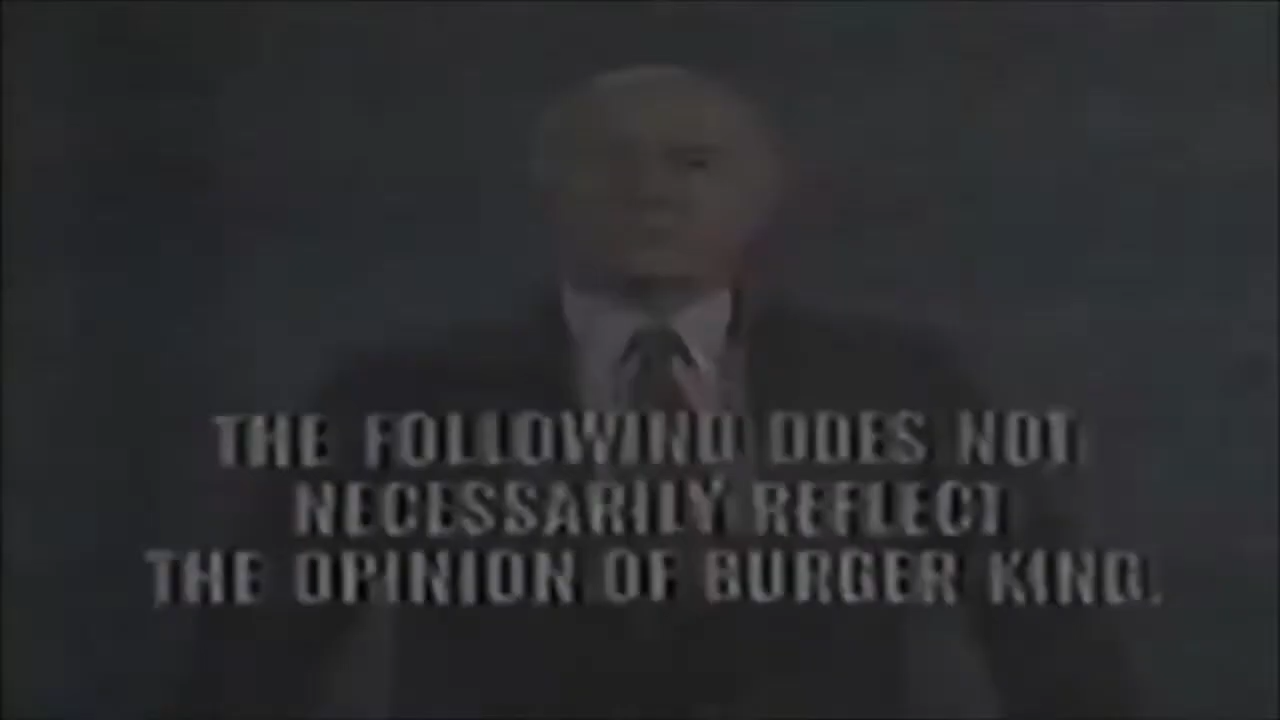 THE FOLLOWING DOES NOT
NECESSARILY REFLECT
THE OPINION OF BURGER KING.